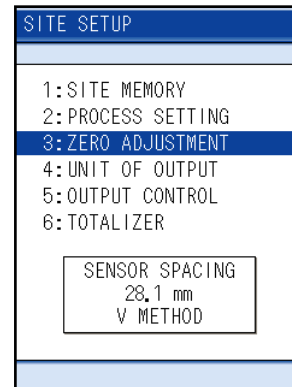 SITE SETUP
1:SITE MEMORY
2:PROCESS SETTING
3:ZERO ADJUSTMENT
4:UNIT OF OUTPUT
5:OUTPUT CONTROL
6:TOTALIZER
SENSOR SPACING
28.1 mm
V METHOD